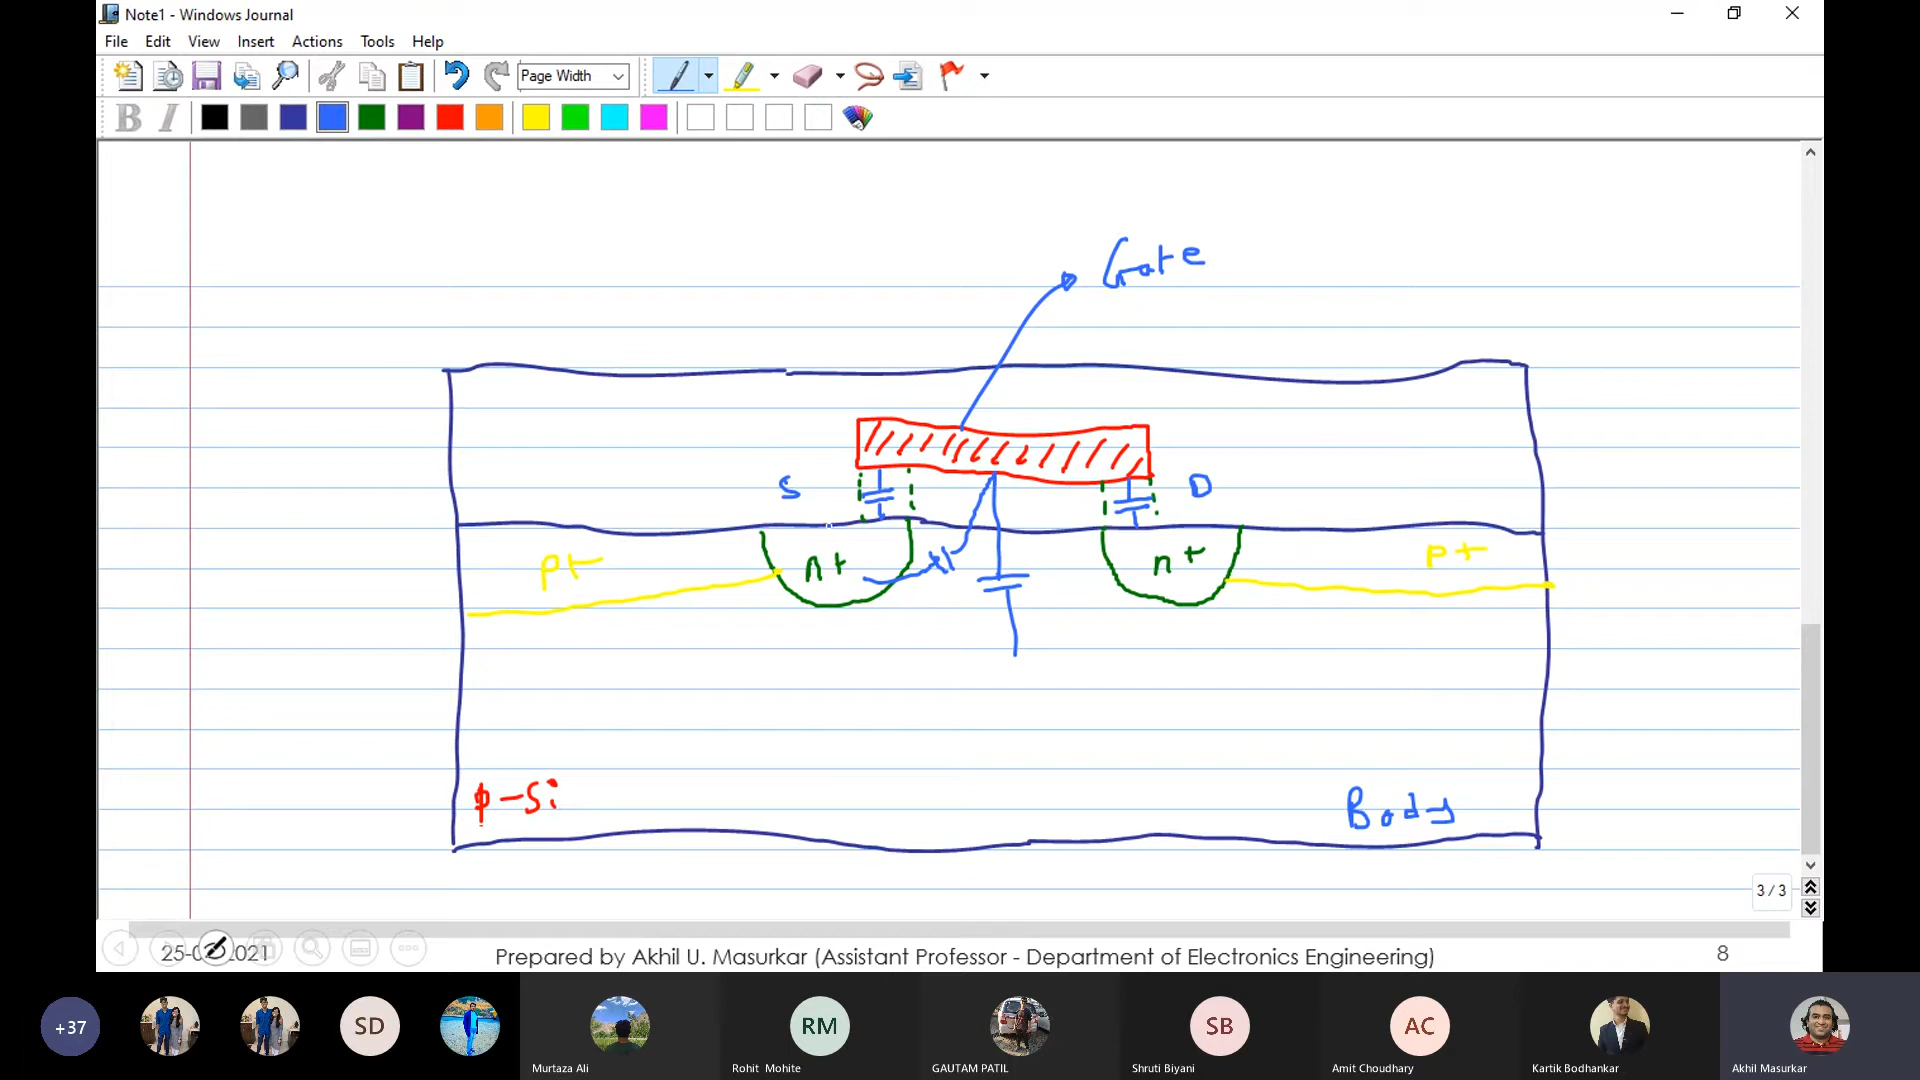 Note1 - Windows Journal
File Edit View Insert Actions Tools Help
Page Width
B I
Gate
S D
p+ n+ n+ p+
p-Si
Body
3 / 3
Prepared by Akhil U. Masurkar (Assistant Professor - Department of Electronics Engineering)
8
+37
SD
RM
SB
AC
Murtaza Ali
Rohit Mohite
GAUTAM PATIL
Shruti Biyani
Amit Choudhary
Kartik Bodhankar
Akhil Masurkar